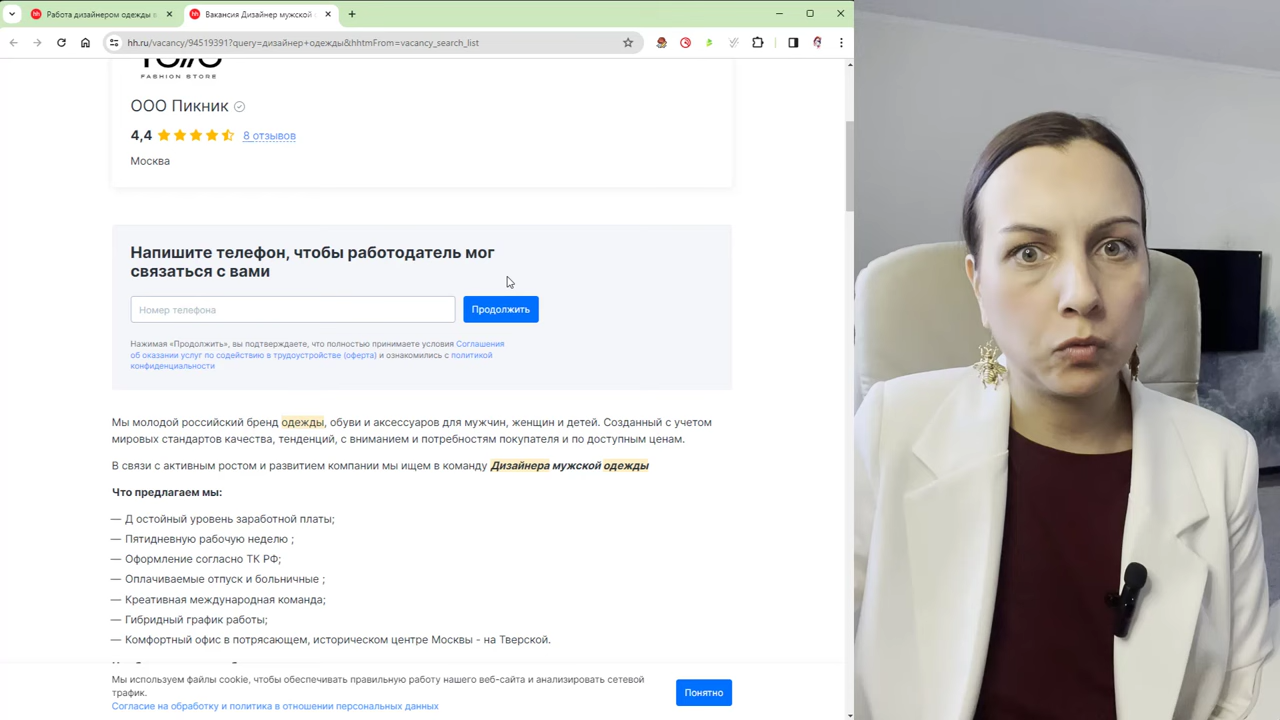 Работа дизайнером одежды в
Вакансия Дизайнер мужской
hh.ru/vacancy/94519391?query=дизайнер+одежды&hhtmFrom=vacancy_search_list
FASHION STORE
ООО Пикник
4,4 8 отзывов
Москва
Напишите телефон, чтобы работодатель мог
связаться с вами
Номер телефона
Продолжить
Нажимая «Продолжить», вы подтверждаете, что полностью принимаете условия Соглашения
об оказании услуг по содействию в трудоустройстве (оферта) и ознакомились с политикой
конфиденциальности
Мы молодой российский бренд одежды, обуви и аксессуаров для мужчин, женщин и детей. Созданный с учетом
мировых стандартов качества, тенденций, с вниманием и потребностям покупателя и по доступным ценам.
В связи с активным ростом и развитием компании мы ищем в команду Дизайнера мужской одежды
Что предлагаем мы:
— Д остойный уровень заработной платы;
— Пятидневную рабочую неделю ;
— Оформление согласно ТК РФ;
— Оплачиваемые отпуск и больничные ;
— Креативная международная команда;
— Гибридный график работы;
— Комфортный офис в потрясающем, историческом центре Москвы - на Тверской.
Мы используем файлы cookie, чтобы обеспечивать правильную работу нашего веб-сайта и анализировать сетевой
трафик.
Согласие на обработку и политика в отношении персональных данных
Понятно